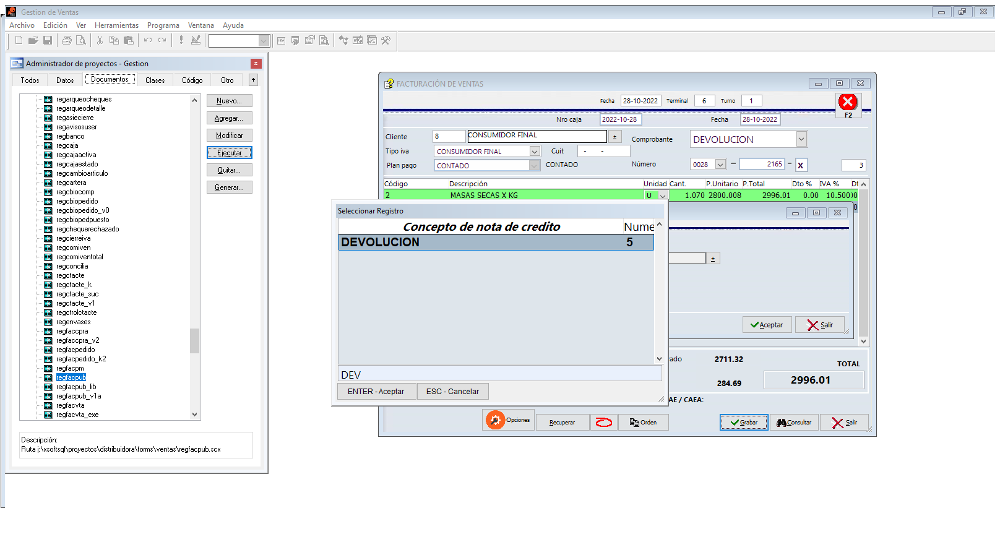 Gestion de Ventas
Archivo Edición Ver Herramientas Programa Ventana Ayuda
Administrador de proyectos - Gestion
Todos Datos Documentos Clases Código Otro
regarqueocheques
regarqueodetalle
regasiecierre
regavisosuser
regbanco
regcaja
regcajaactiva
regcajaestado
regcambioarticulo
regcartera
regcbiocomp
regcbiopedido
regcbiopedido_v0
regcbiopedpuesto
regchequerechazado
regcierreiva
regcomiven
regcomiventotal
regconcilia
regctacte
regctacte_k
regctacte_suc
regctacte_v1
regctrolctacte
regenvases
regfaccpra
regfaccpra_v2
regfacpedido
regfacpedido_k2
regfacpm
regfacpub
regfacpub_lib
regfacpub_v1a
regfacvta
regfacvta_exe
Nuevo...
Agregar...
Modificar
Ejecutar
Quitar...
Generar...
Descripción:
Ruta j:\xsoftsql\proyectos\distribuidora\forms\ventas\regfacpub.scx
FACTURACIÓN DE VENTAS
Fecha 28-10-2022 Terminal 6 Turno 1
F2
Nro caja 2022-10-28 Fecha 28-10-2022
Cliente 8 CONSUMIDOR FINAL ± Comprobante DEVOLUCION
Tipo iva CONSUMIDOR FINAL Cuit - -
Plan pago CONTADO CONTADO Número 0028 - 2165 - X 3
Código Descripción Unidad Cant. P.Unitario P.Total Dto % IVA % Dt
2 MASAS SECAS X KG U 1.070 2800.008 2996.01 0.00 10.500
Seleccionar Registro
Concepto de nota de credito Nume
DEVOLUCION 5
DEV
ENTER - Aceptar ESC - Cancelar
±
Aceptar Salir
ado 2711.32
TOTAL
284.69 2996.01
AE / CAEA:
Opciones Recuperar Orden Grabar Consultar Salir